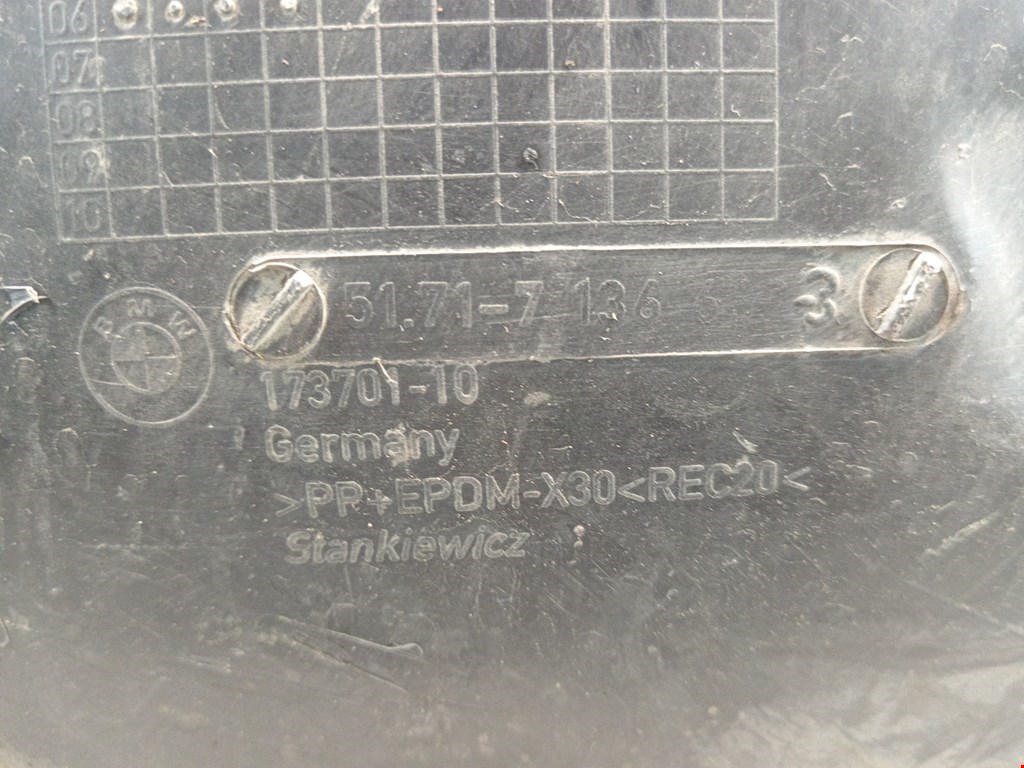 06
07
08
09
10
51.71-7 136 3
BMW
173701-10
Germany
>PP+EPDM-X30<REC20<
Stankiewicz